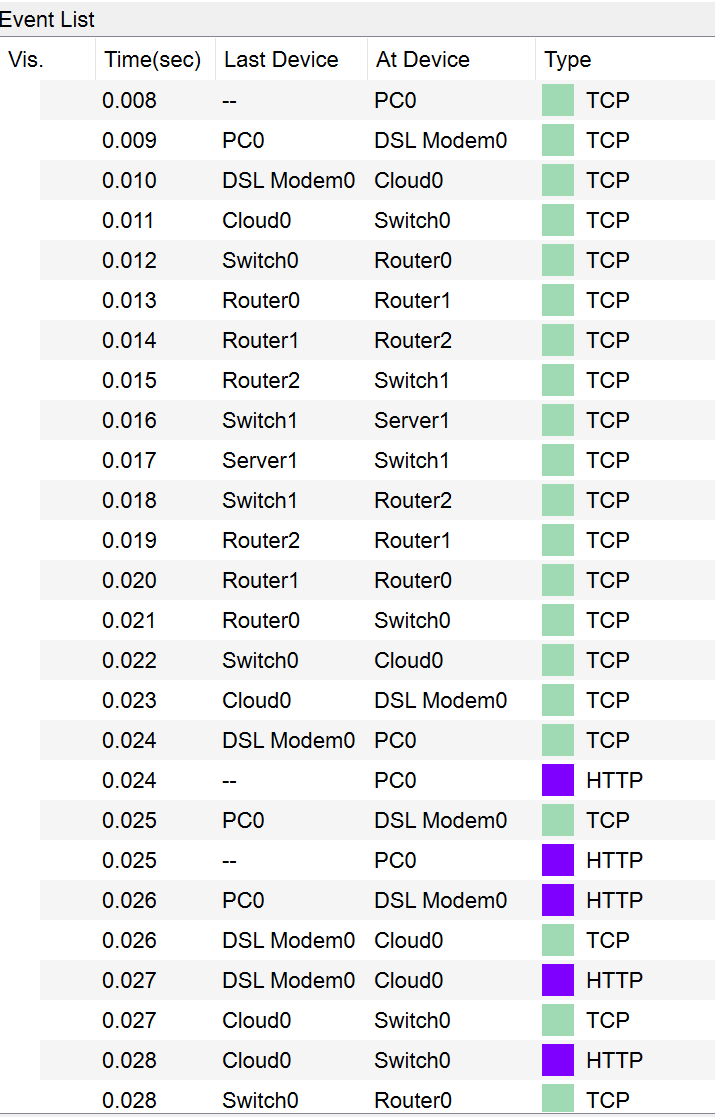 Event List
Vis. Time(sec) Last Device At Device Type
0.008 -- PC0 TCP
0.009 PC0 DSL Modem0 TCP
0.010 DSL Modem0 Cloud0 TCP
0.011 Cloud0 Switch0 TCP
0.012 Switch0 Router0 TCP
0.013 Router0 Router1 TCP
0.014 Router1 Router2 TCP
0.015 Router2 Switch1 TCP
0.016 Switch1 Server1 TCP
0.017 Server1 Switch1 TCP
0.018 Switch1 Router2 TCP
0.019 Router2 Router1 TCP
0.020 Router1 Router0 TCP
0.021 Router0 Switch0 TCP
0.022 Switch0 Cloud0 TCP
0.023 Cloud0 DSL Modem0 TCP
0.024 DSL Modem0 PC0 TCP
0.024 -- PC0 HTTP
0.025 PC0 DSL Modem0 TCP
0.025 -- PC0 HTTP
0.026 PC0 DSL Modem0 HTTP
0.026 DSL Modem0 Cloud0 TCP
0.027 DSL Modem0 Cloud0 HTTP
0.027 Cloud0 Switch0 TCP
0.028 Cloud0 Switch0 HTTP
0.028 Switch0 Router0 TCP